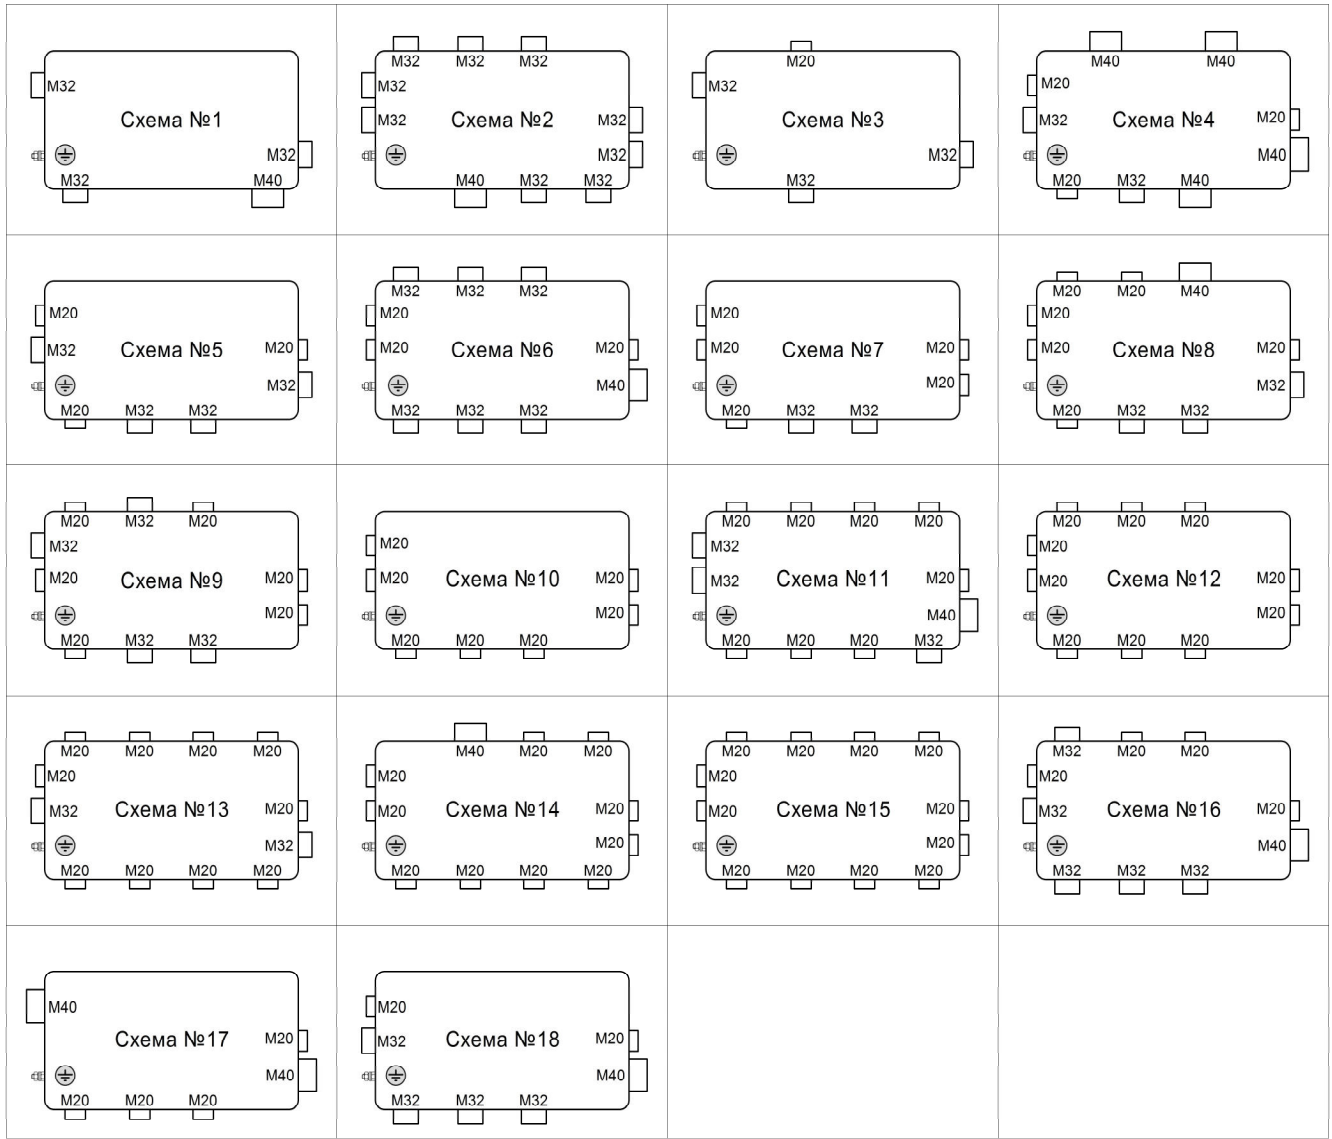 M32
Схема №1
M32
M32 M40
M32 M32 M32
M32
M32 Схема №2 M32
M32
M40 M32 M32
M20
M32
Схема №3
M32
M32
M40 M40
M20
M32 Схема №4 M20
M40
M20 M32 M40
M20
M32 Схема №5 M20
M32
M20 M32 M32
M32 M32 M32
M20
M20 Схема №6 M20
M40
M32 M32 M32
M20
M20 Схема №7 M20
M20
M20 M32 M32
M20 M20 M40
M20
M20 Схема №8 M20
M32
M20 M32 M32
M20 M32 M20
M32
M20 Схема №9 M20
M20
M20 M32 M32
M20
M20 Схема №10 M20
M20
M20 M20 M20
M20 M20 M20 M20
M32
M32 Схема №11 M20
M40
M20 M20 M20 M32
M20 M20 M20
M20
M20 Схема №12 M20
M20
M20 M20 M20
M20 M20 M20 M20
M20
M32 Схема №13 M20
M32
M20 M20 M20 M20
M40 M20 M20
M20
M20 Схема №14 M20
M20
M20 M20 M20 M20
M20 M20 M20 M20
M20
M20 Схема №15 M20
M20
M20 M20 M20 M20
M32 M20 M20
M20
M32 Схема №16 M20
M40
M32 M32 M32
M40
Схема №17 M20
M40
M20 M20 M20
M20
M32 Схема №18 M20
M40
M32 M32 M32